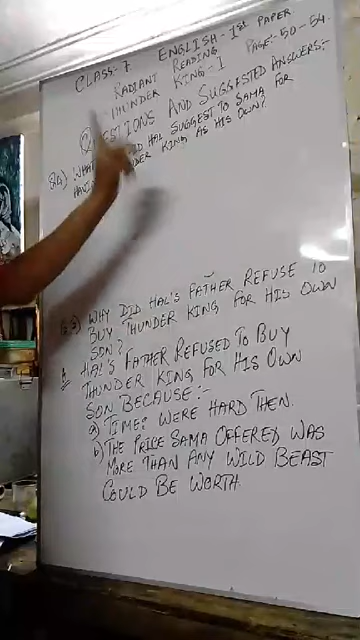 CLASS:- 7 ENGLISH - 1ST PAPER
RADIANT READING PAGE:- 50-54.
THUNDER KING - I
QUESTIONS AND SUGGESTED ANSWERS:-
Q4) WHAT HAL SUGGEST TO SAMA FOR
THUNDER KING AS HIS OWN?
WHY DID HAL'S FATHER REFUSE TO
BUY THUNDER KING FOR HIS OWN
SON?
A HAL'S FATHER REFUSED TO BUY
THUNDER KING FOR HIS OWN
SON BECAUSE:-
a) TIME? WERE HARD THEN.
b) THE PRICE SAMA OFFERED WAS
MORE THAN ANY WILD BEAST
COULD BE WORTH.